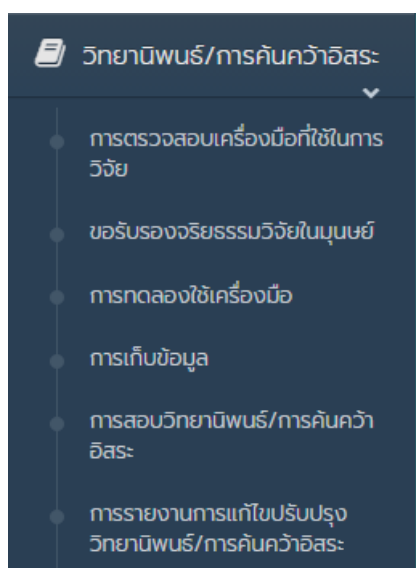 วิทยานิพนธ์/การค้นคว้าอิสระ
การตรวจสอบเครื่องมือที่ใช้ในการ
วิจัย
ขอรับรองจริยธรรมวิจัยในมนุษย์
การทดลองใช้เครื่องมือ
การเก็บข้อมูล
การสอบวิทยานิพนธ์/การค้นคว้า
อิสระ
การรายงานการแก้ไขปรับปรุง
วิทยานิพนธ์/การค้นคว้าอิสระ